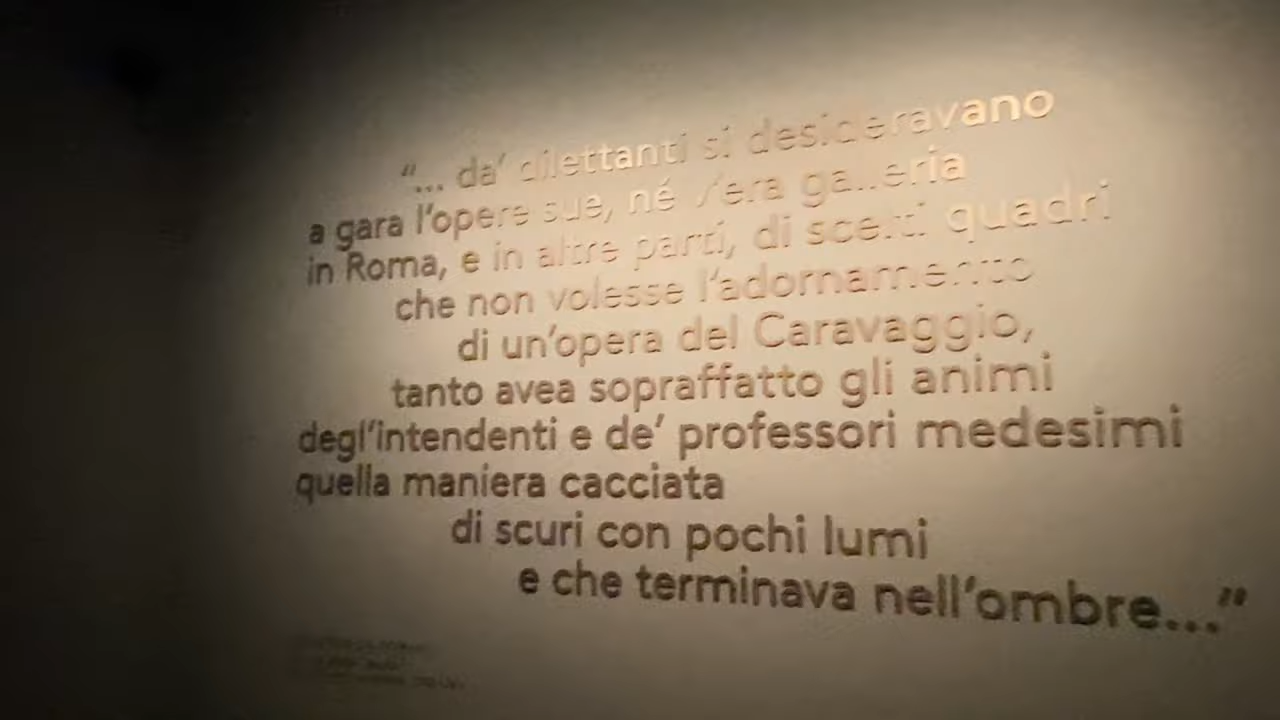 “... da’ dilettanti si desideravano
a gara l’opere sue, né v’era galleria
in Roma, e in altre parti, di scelti quadri
che non volesse l’adornamento
di un’opera del Caravaggio,
tanto avea sopraffatto gli animi
degl’intendenti e de’ professori medesimi
quella maniera cacciata
di scuri con pochi lumi
e che terminava nell’ombre...”